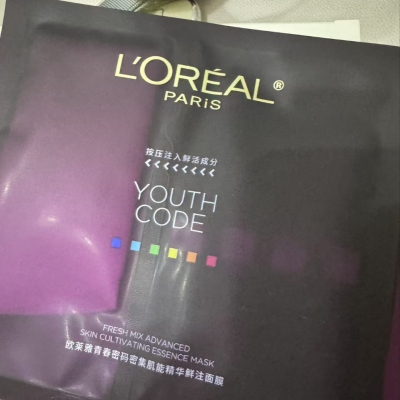 L'ORÉAL®
PARiS
按压注入鲜活成分
YOUTH
CODE
FRESH MIX ADVANCED
SKIN CULTIVATING ESSENCE MASK
欧莱雅青春密码密集肌能精华鲜注面膜